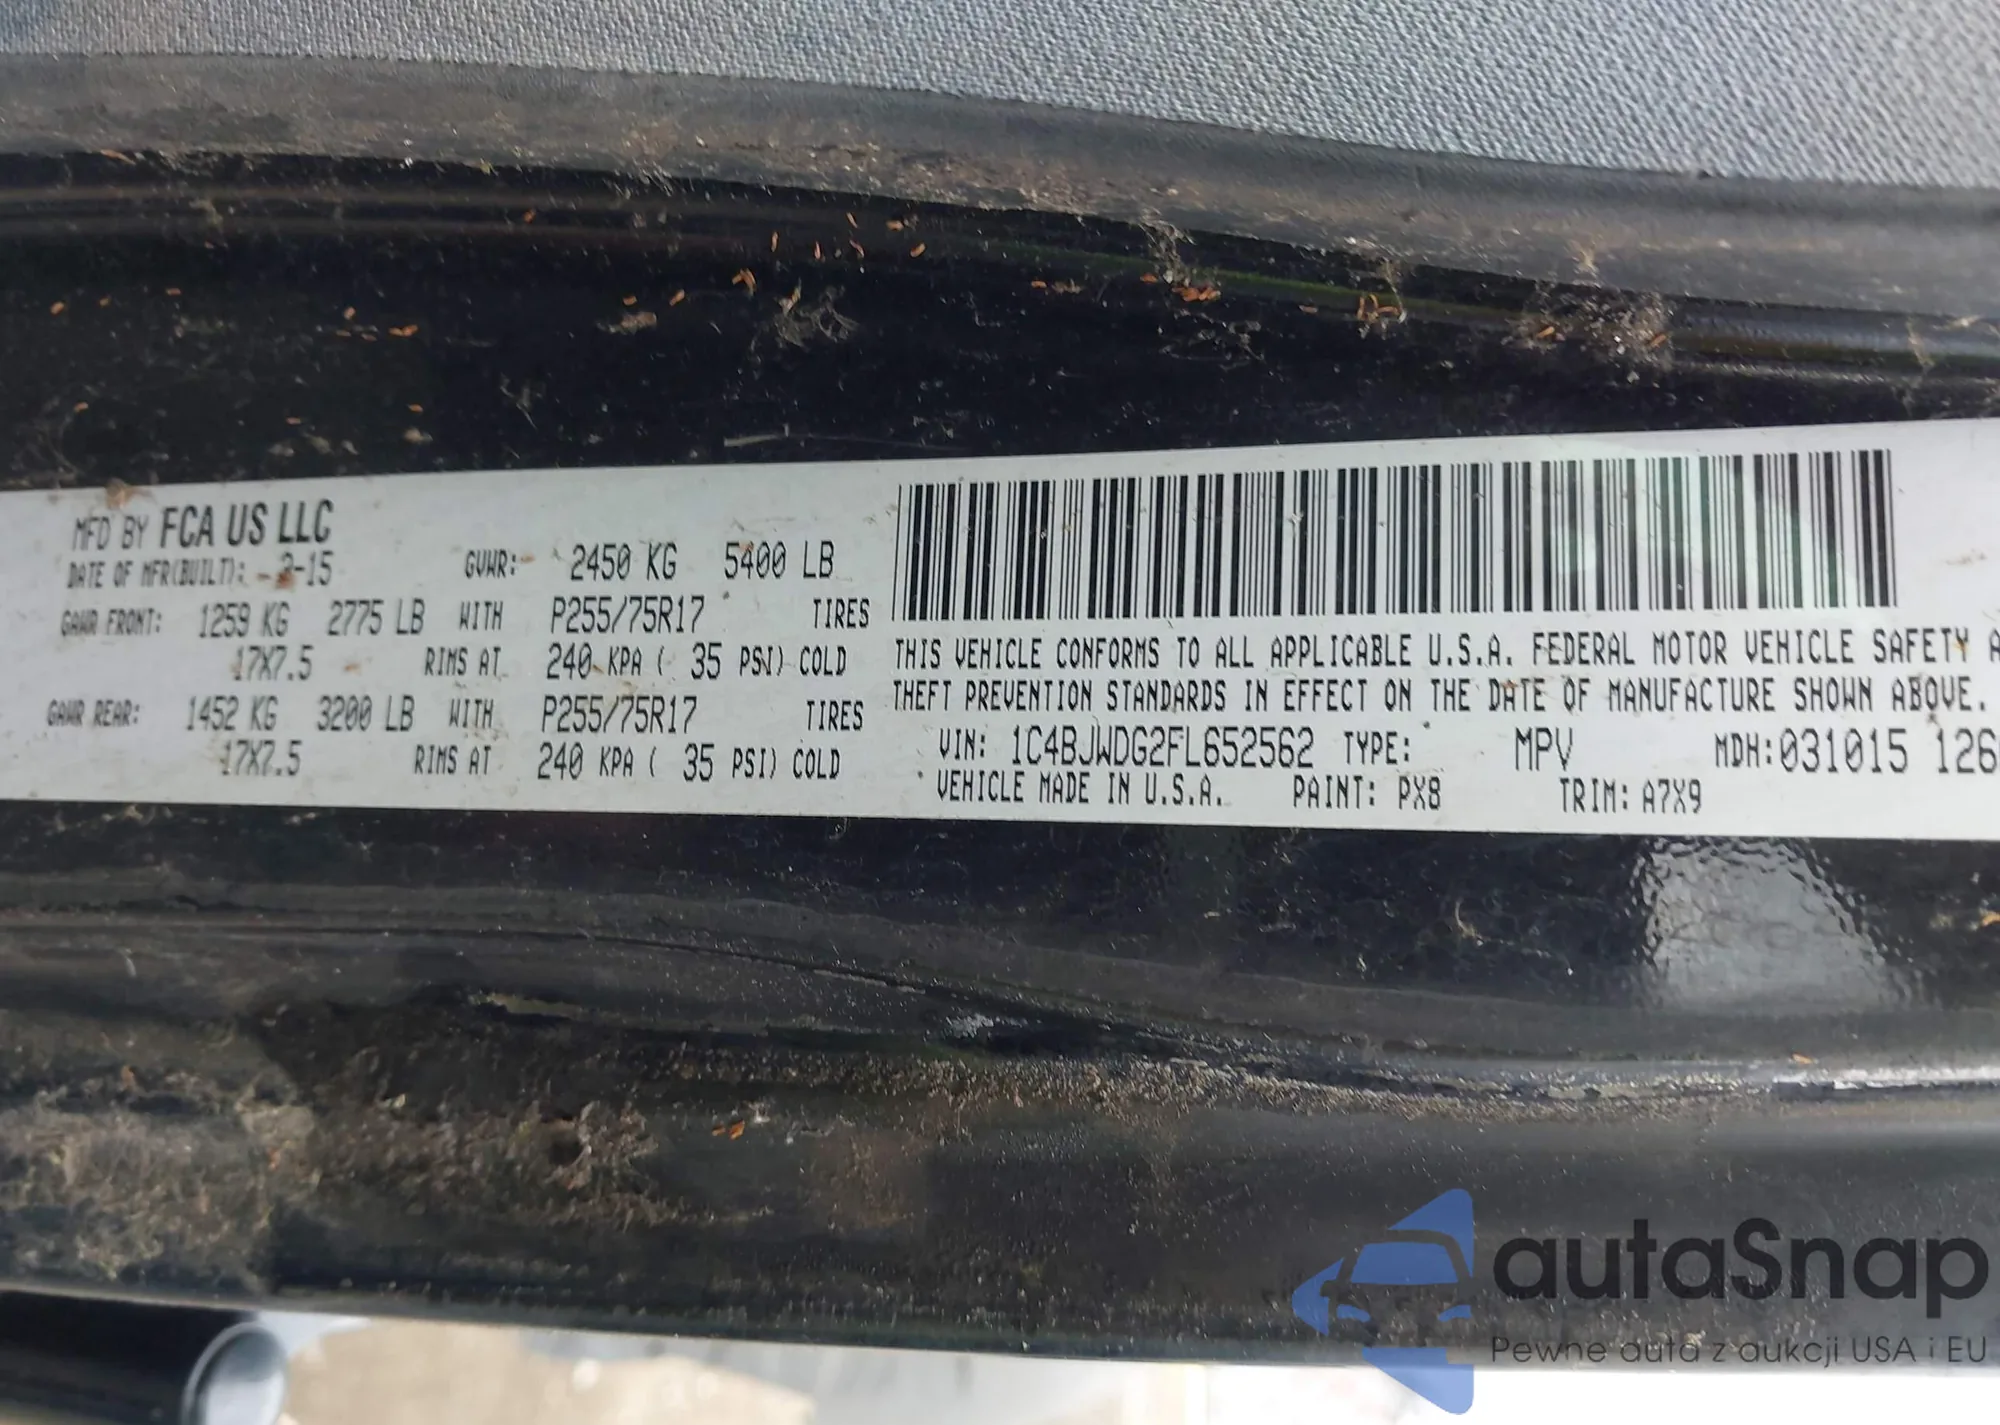 MFD BY FCA US LLC
DATE OF MFR(BUILT): -15 GVWR: 2450 KG 5400 LB
GAWR FRONT: 1259 KG 2775 LB WITH P255/75R17 TIRES
17X7.5 RIMS AT 240 KPA ( 35 PSI) COLD
GAWR REAR: 1452 KG 3200 LB WITH P255/75R17 TIRES
17X7.5 RIMS AT 240 KPA ( 35 PSI) COLD
THIS VEHICLE CONFORMS TO ALL APPLICABLE U.S.A. FEDERAL MOTOR VEHICLE SAFETY
THEFT PREVENTION STANDARDS IN EFFECT ON THE DATE OF MANUFACTURE SHOWN ABOVE.
VIN: 1C4BJWDG2FL652562 TYPE: MPV MDH:031015 126
VEHICLE MADE IN U.S.A. PAINT: PX8 TRIM: A7X9
autaSnap
Pewne auta z aukcji USA i EU